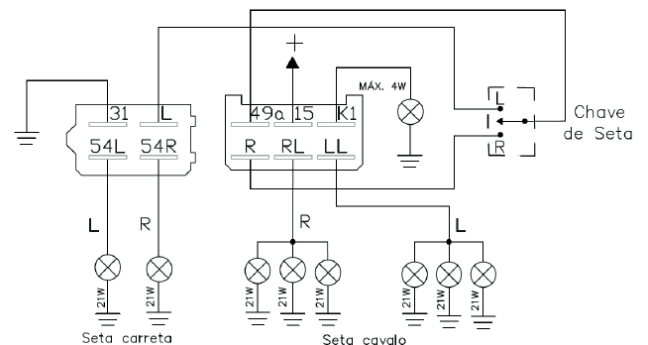 31 L
54L 54R
49a 15 K1
R RL LL
+
MÁX. 4W
L
R
Chave
de Seta
L
R
R
L
21W
21W
21W
21W
21W
21W
21W
21W
Seta carreta
Seta cavalo